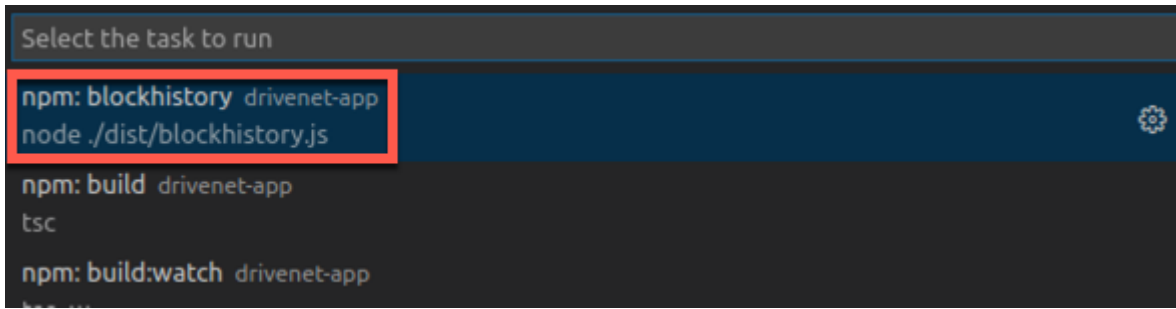 Select the task to run
npm: blockhistory drivenet-app
node ./dist/blockhistory.js
npm: build drivenet-app
tsc
npm: build:watch drivenet-app